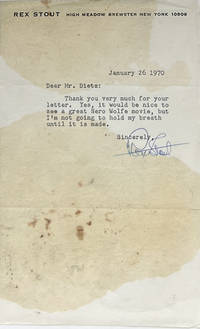 REX STOUT HIGH MEADOW BREWSTER NEW YORK 10509
January 26 1970
Dear Mr. Dietz:
Thank you very much for your
letter. Yes, it would be nice to
see a great Nero Wolfe movie, but
I'm not going to hold my breath
until it is made.
Sincerely,
Rex Stout